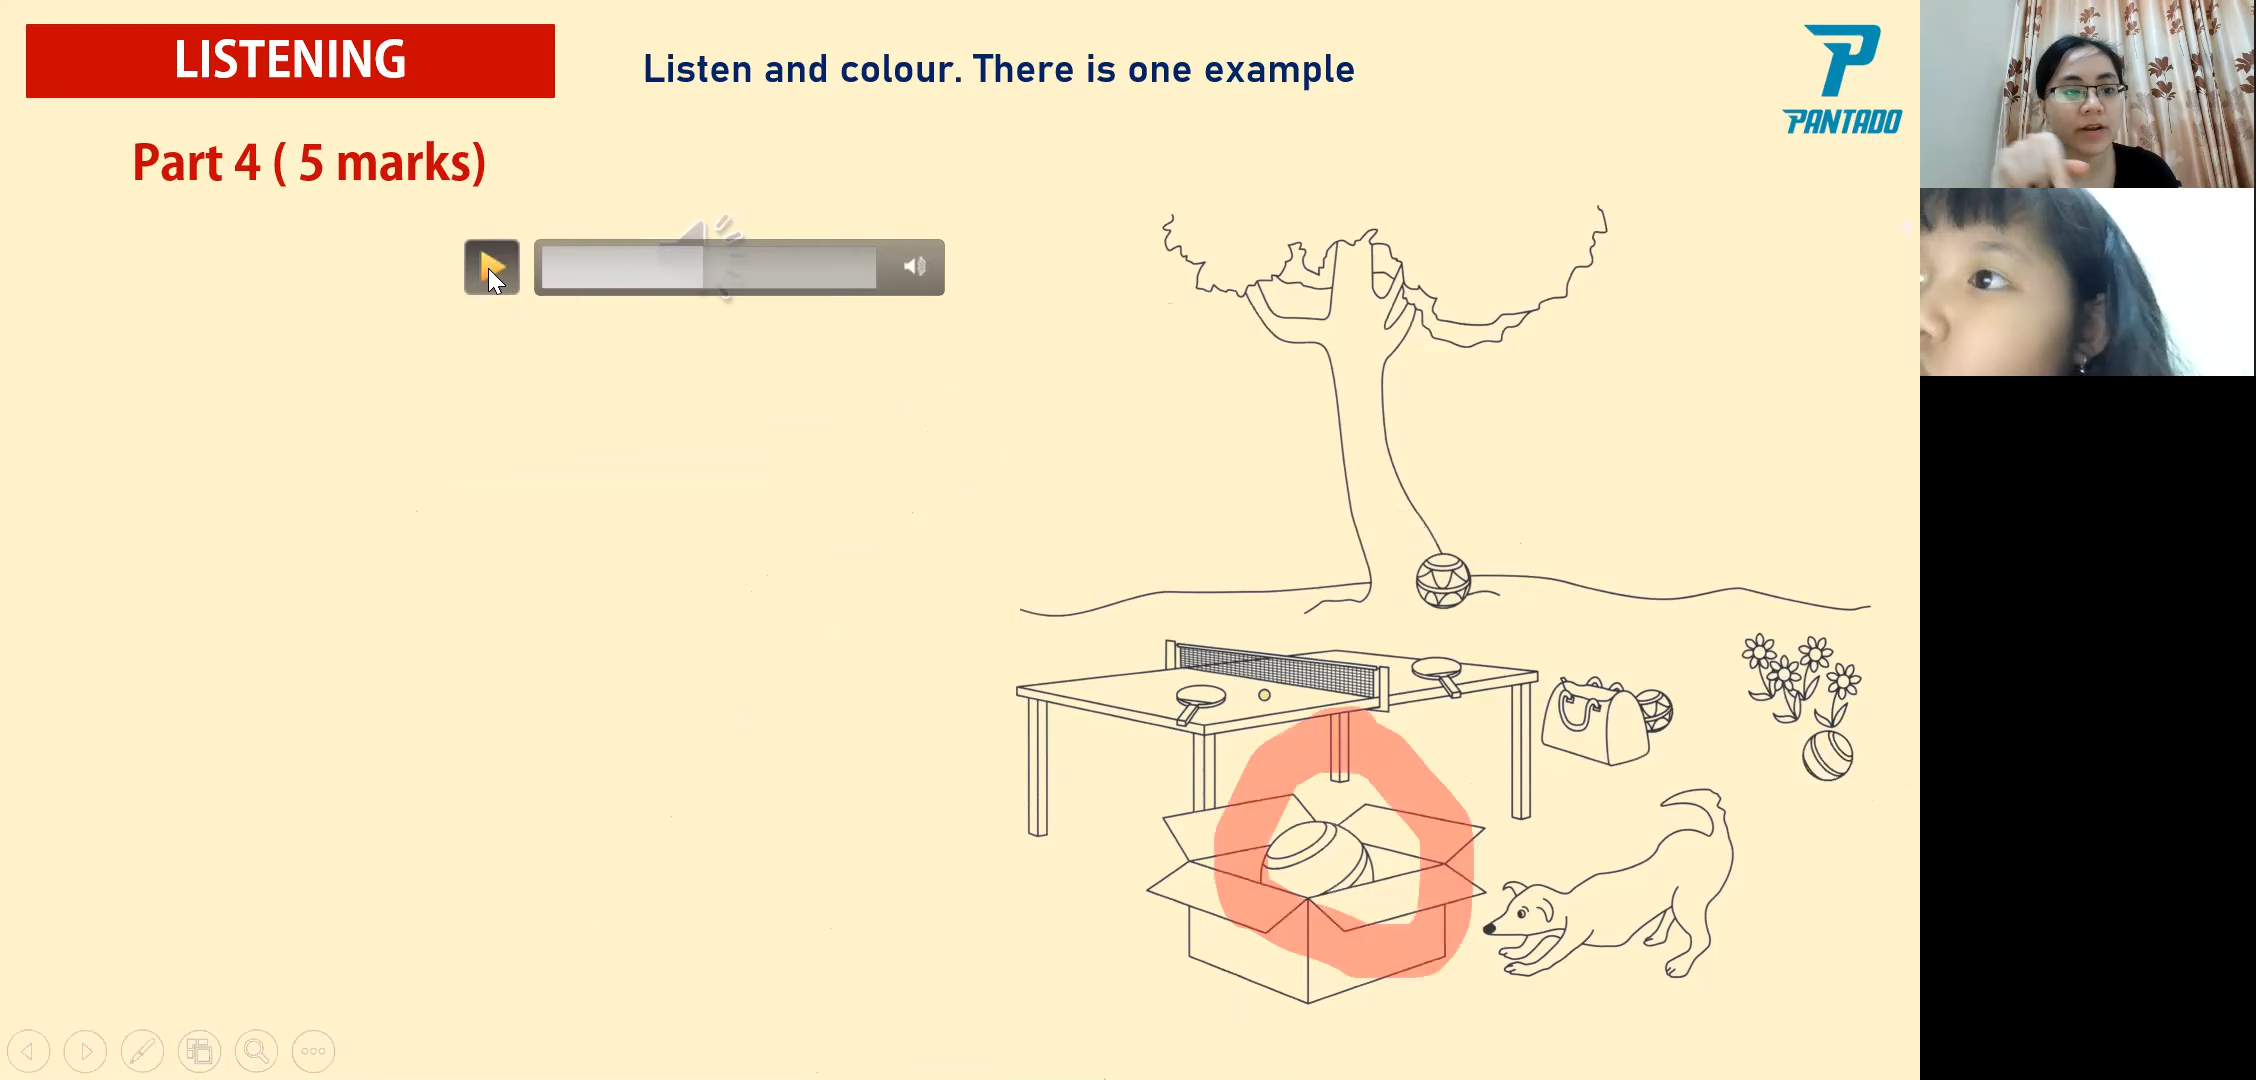 LISTENING
Listen and colour. There is one example
PANTADO
Part 4 ( 5 marks)